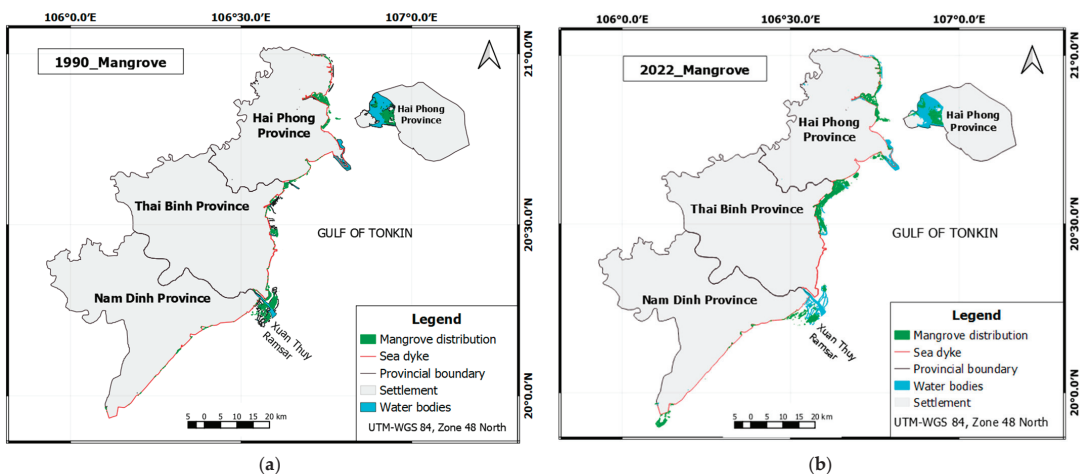 106°0.0'E 106°30.0'E 107°0.0'E
1990_Mangrove
21°0.0'N
Hai Phong
Province
Hai Phong
Province
Thai Binh Province
20°30.0'N
GULF OF TONKIN
Nam Dinh Province
Xuan Thuy
Ramsar
Legend
Mangrove distribution
Sea dyke
Provincial boundary
Settlement
Water bodies
20°0.0'N
5 0 5 10 15 20 km
UTM-WGS 84, Zone 48 North
(a)
106°0.0'E 106°30.0'E 107°0.0'E
2022_Mangrove
21°0.0'N
Hai Phong
Province
Hai Phong
Province
Thai Binh Province
20°30.0'N
GULF OF TONKIN
Nam Dinh Province
Xuan Thuy
Ramsar
Legend
Mangrove distribution
Sea dyke
Provincial boundary
Water bodies
Settlement
20°0.0'N
5 0 5 10 15 20 km
UTM-WGS 84, Zone 48 North
(b)